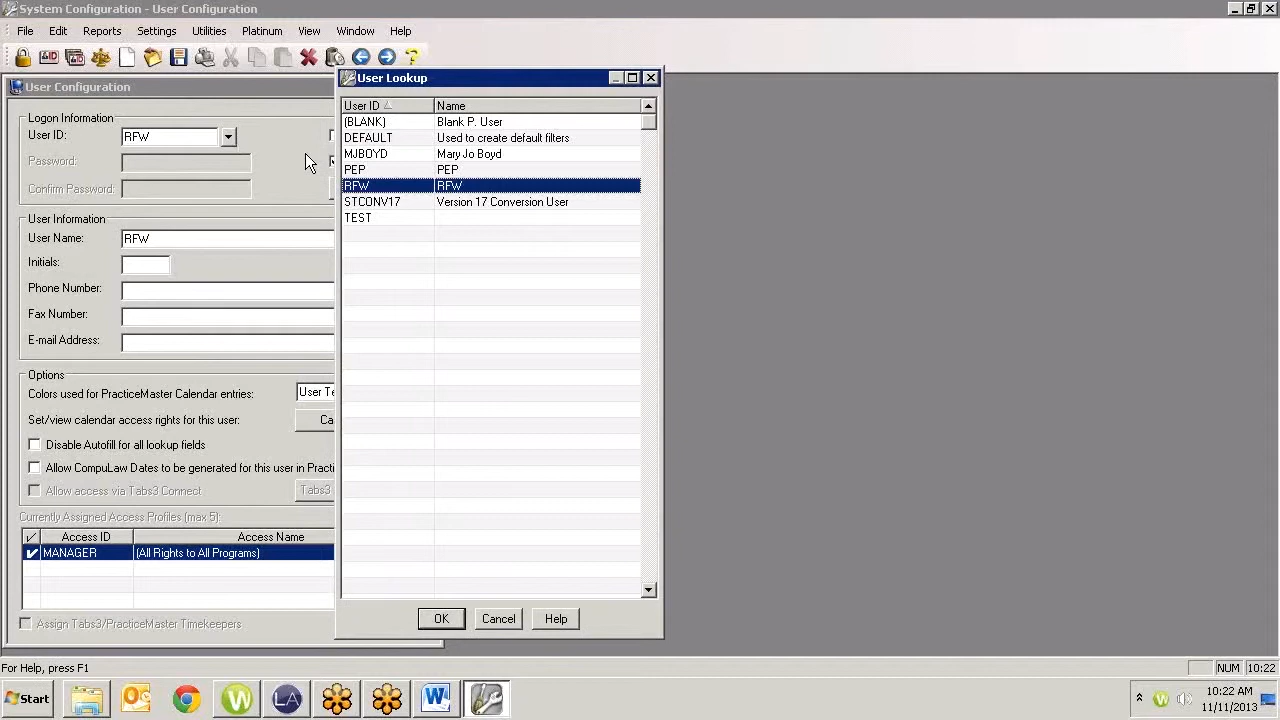 System Configuration - User Configuration
File Edit Reports Settings Utilities Platinum View Window Help
User Configuration
Logon Information
User ID: RFW
Password:
Confirm Password:
User Information
User Name: RFW
Initials:
Phone Number:
Fax Number:
E-mail Address:
Options
Colors used for PracticeMaster Calendar entries: User Te
Set/view calendar access rights for this user: Ca
Disable Autofill for all lookup fields
Allow CompuLaw Dates to be generated for this user in Practi
Allow access via Tabs3 Connect Tabs3
Currently Assigned Access Profiles (max 5):
Access ID Access Name
MANAGER (All Rights to All Programs)
Assign Tabs3/PracticeMaster Timekeepers
User Lookup
User ID Name
(BLANK) Blank P. User
DEFAULT Used to create default filters
MJBOYD Mary Jo Boyd
PEP PEP
RFW RFW
STCONV17 Version 17 Conversion User
TEST
OK Cancel Help
For Help, press F1
NUM 10:22
Start
W
LA
W
10:22 AM
11/11/2013